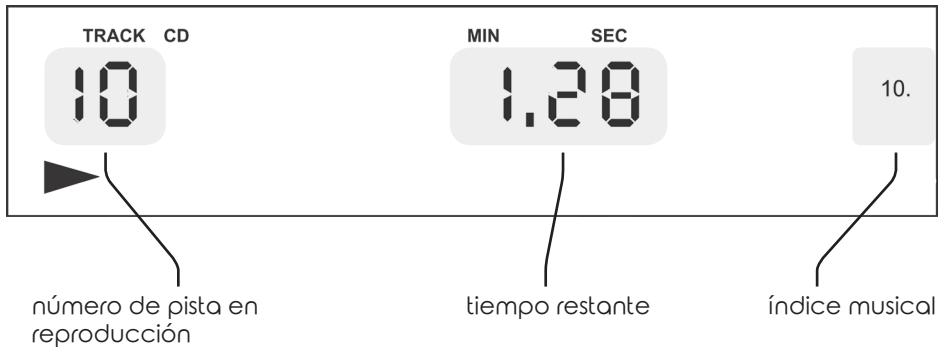 TRACK CD MIN SEC
10 1.28 10.
número de pista en tiempo restante índice musical
reproducción